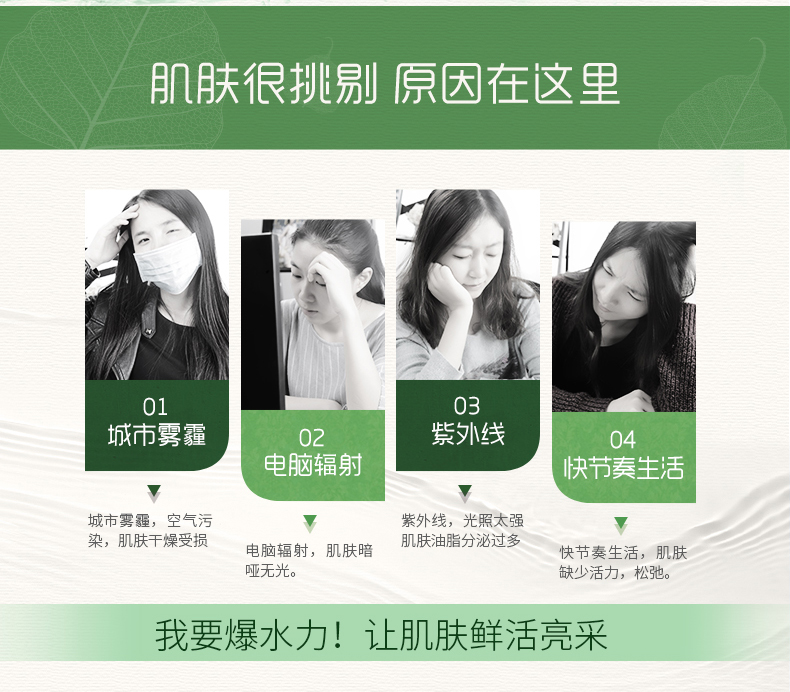 肌肤很挑剔 原因在这里
01
城市雾霾
城市雾霾，空气污
染，肌肤干燥受损
02
电脑辐射
电脑辐射，肌肤暗
哑无光。
03
紫外线
紫外线，光照太强
肌肤油脂分泌过多
04
快节奏生活
快节奏生活，肌肤
缺少活力，松弛。
我要爆水力！让肌肤鲜活亮采